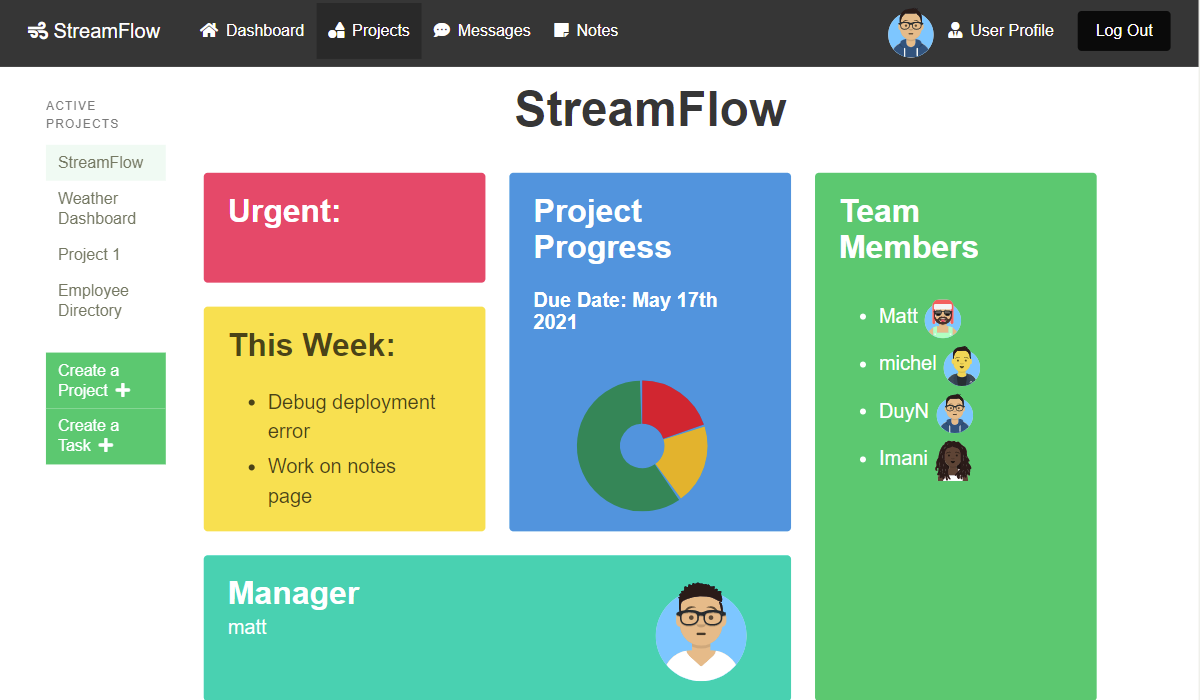 StreamFlow
Dashboard
Projects
Messages
Notes
User Profile
Log Out
ACTIVE
PROJECTS
StreamFlow
Weather
Dashboard
Project 1
Employee
Directory
Create a
Project
Create a
Task
StreamFlow
Urgent:
This Week:
Debug deployment
error
Work on notes
page
Project
Progress
Due Date: May 17th
2021
Team
Members
Matt
michel
DuyN
Imani
Manager
matt